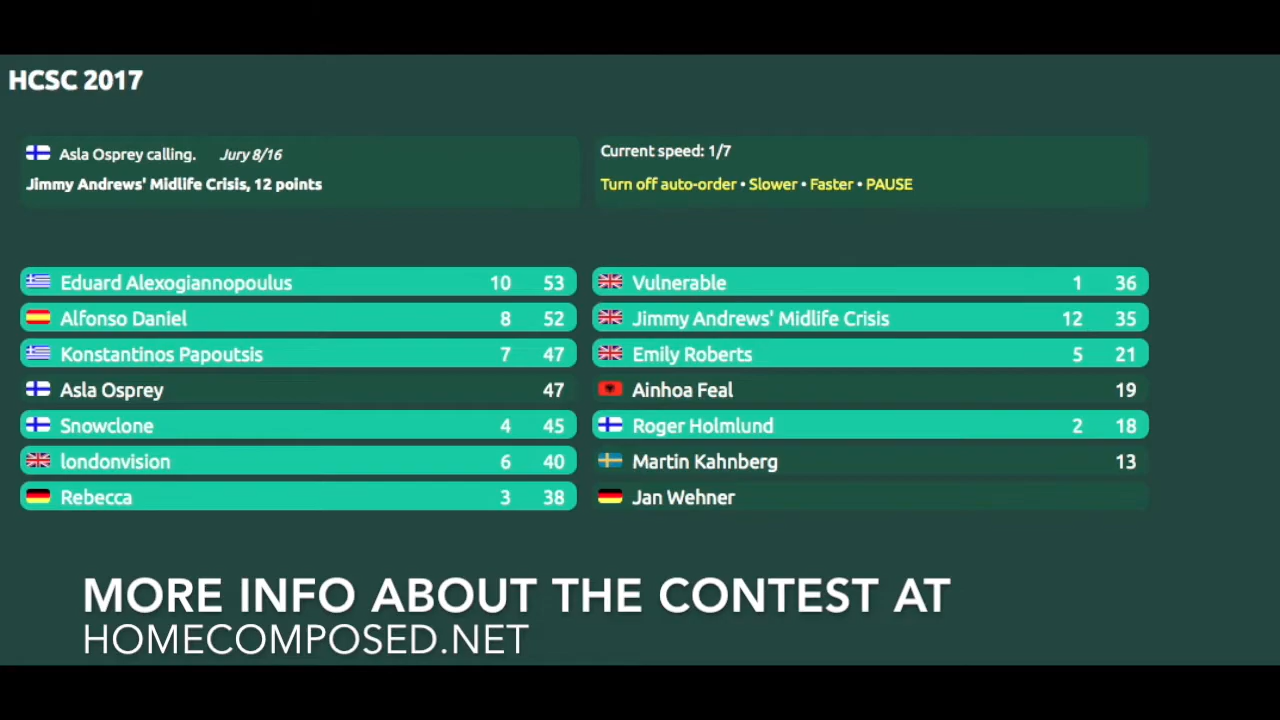 HCSC 2017
Asla Osprey calling. Jury 8/16
Jimmy Andrews' Midlife Crisis, 12 points
Current speed: 1/7
Turn off auto-order • Slower • Faster • PAUSE
Eduard Alexogiannopoulus 10 53
Alfonso Daniel 8 52
Konstantinos Papoutsis 7 47
Asla Osprey 47
Snowclone 4 45
londonvision 6 40
Rebecca 3 38
Vulnerable 1 36
Jimmy Andrews' Midlife Crisis 12 35
Emily Roberts 5 21
Ainhoa Feal 19
Roger Holmlund 2 18
Martin Kahnberg 13
Jan Wehner
MORE INFO ABOUT THE CONTEST AT
HOMECOMPOSED.NET